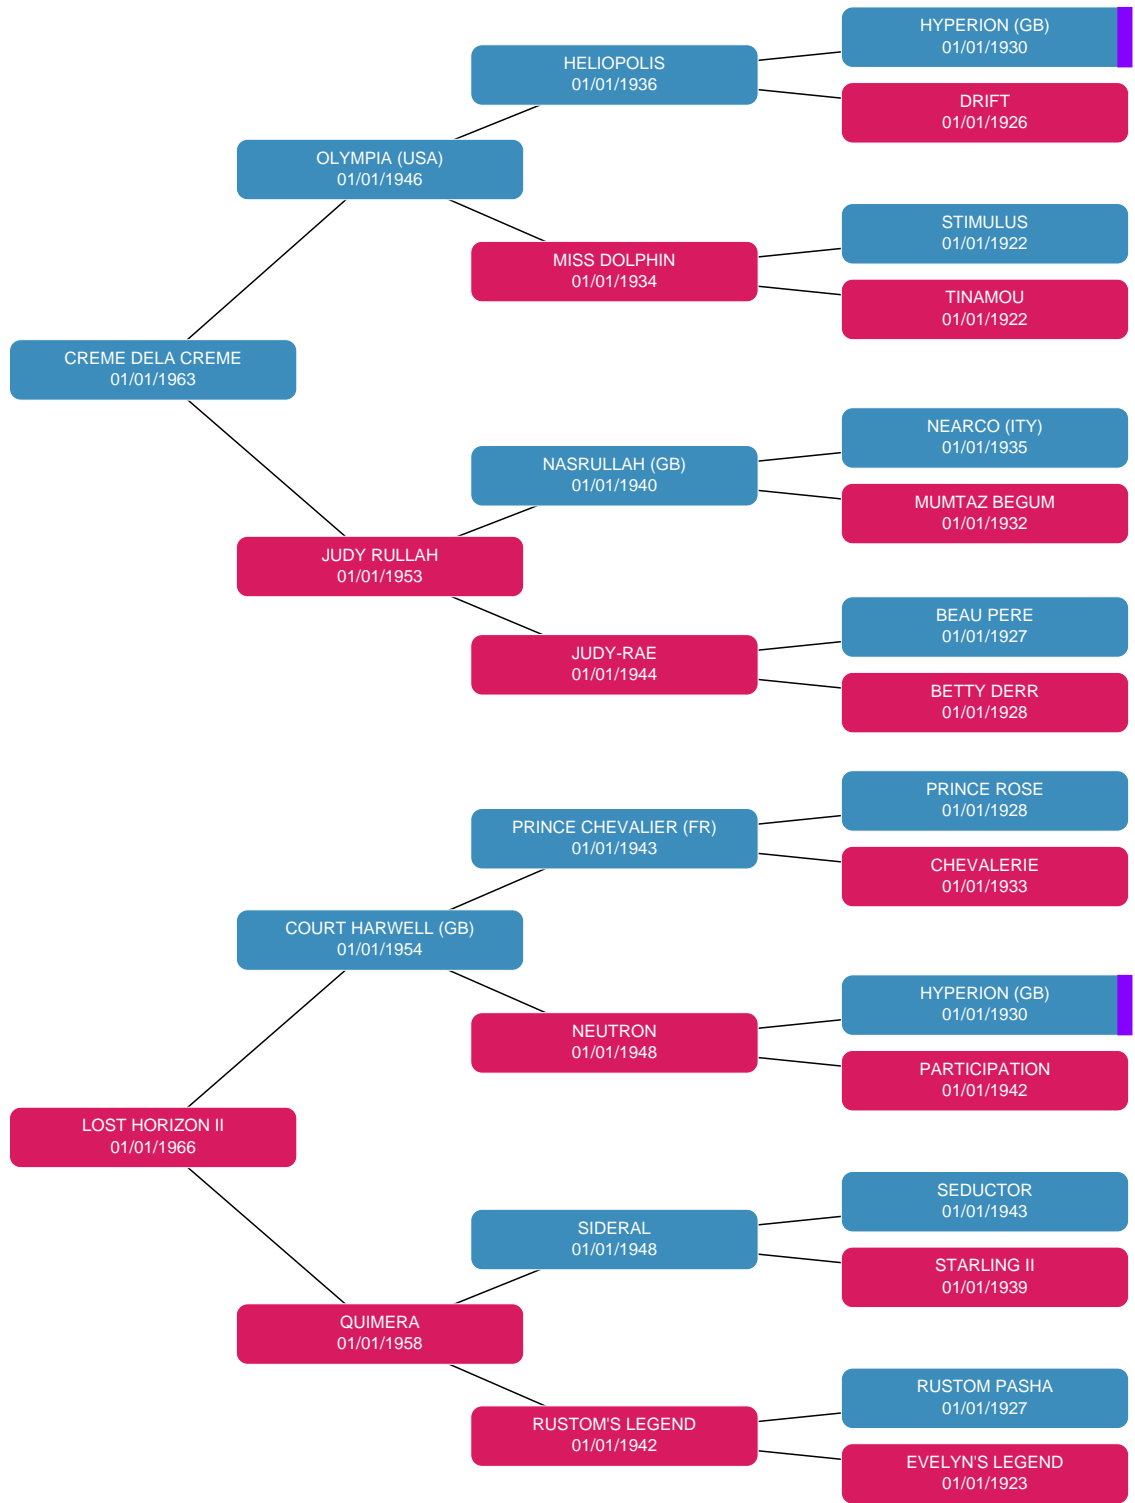 HYPERION (GB)
01/01/1930
HELIOPOLIS
01/01/1936
DRIFT
01/01/1926
OLYMPIA (USA)
01/01/1946
STIMULUS
01/01/1922
MISS DOLPHIN
01/01/1934
TINAMOU
01/01/1922
CREME DELA CREME
01/01/1963
NEARCO (ITY)
01/01/1935
NASRULLAH (GB)
01/01/1940
MUMTAZ BEGUM
01/01/1932
JUDY RULLAH
01/01/1953
BEAU PERE
01/01/1927
JUDY-RAE
01/01/1944
BETTY DERR
01/01/1928
PRINCE ROSE
01/01/1928
PRINCE CHEVALIER (FR)
01/01/1943
CHEVALERIE
01/01/1933
COURT HARWELL (GB)
01/01/1954
HYPERION (GB)
01/01/1930
NEUTRON
01/01/1948
PARTICIPATION
01/01/1942
LOST HORIZON II
01/01/1966
SEDUCTOR
01/01/1943
SIDERAL
01/01/1948
STARLING II
01/01/1939
QUIMERA
01/01/1958
RUSTOM PASHA
01/01/1927
RUSTOM'S LEGEND
01/01/1942
EVELYN'S LEGEND
01/01/1923